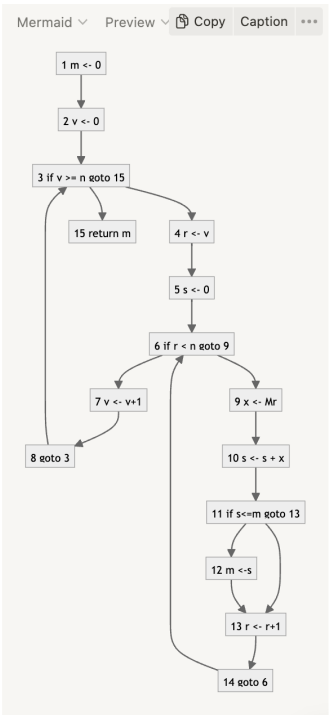 Mermaid Preview Copy Caption
1 m <- 0
2 v <- 0
3 if v >= n goto 15
15 return m
4 r <- v
5 s <- 0
6 if r < n goto 9
7 v <- v+1
9 x <- Mr
8 goto 3
10 s <- s + x
11 if s<=m goto 13
12 m <-s
13 r <- r+1
14 goto 6